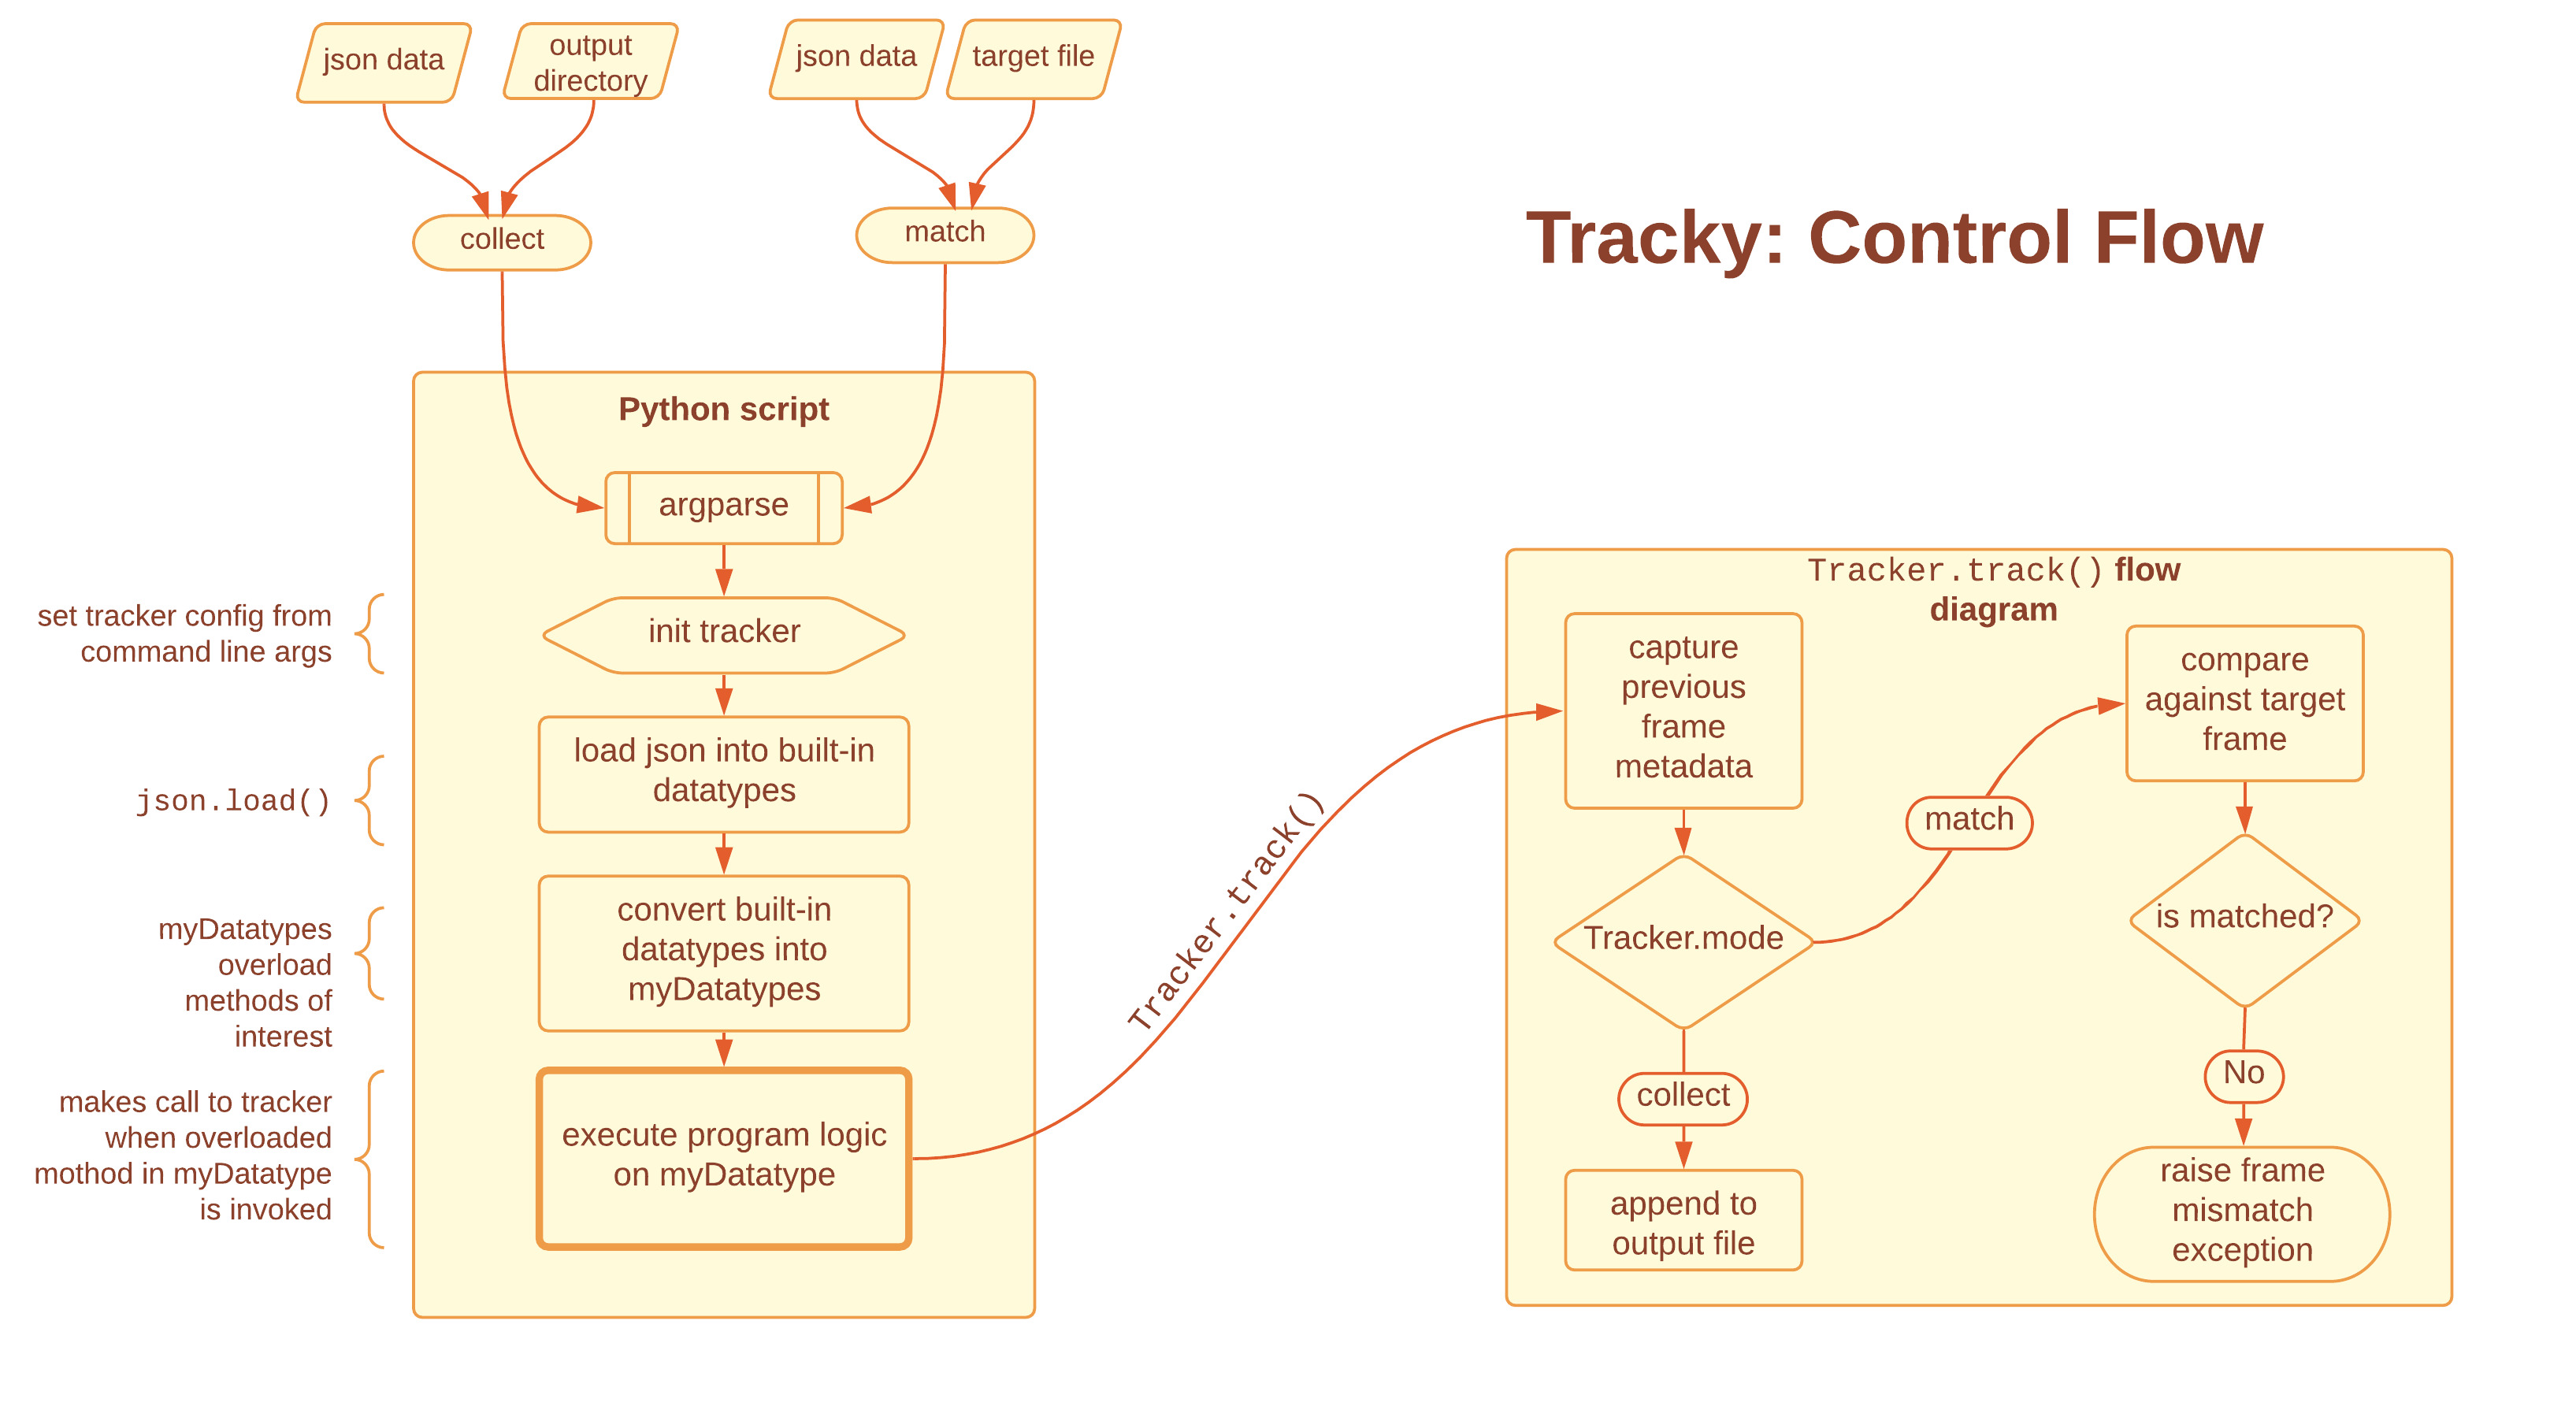 json data
output
directory
json data
target file
collect
match
Tracky: Control Flow
Python script
argparse
set tracker config from
command line args
init tracker
json.load()
load json into built-in
datatypes
myDatatypes
overload
methods of
interest
convert built-in
datatypes into
myDatatypes
makes call to tracker
when overloaded
mothod in myDatatype
is invoked
execute program logic
on myDatatype
Tracker.track()
Tracker.track() flow
diagram
capture
previous
frame
metadata
Tracker.mode
match
collect
append to
output file
compare
against target
frame
is matched?
No
raise frame
mismatch
exception